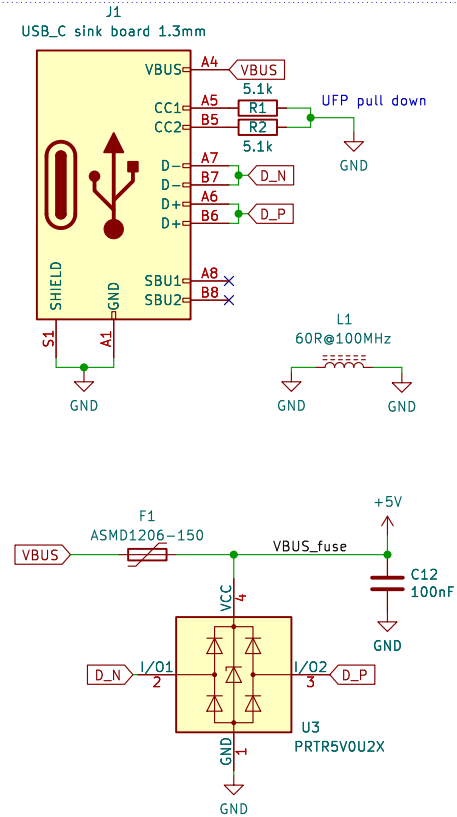 J1
USB_C sink board 1.3mm
VBUS
A4
VBUS
5.1k
CC1
A5
R1
UFP pull down
CC2
B5
R2
5.1k
GND
D-
A7
D-
B7
D_N
D+
A6
D+
B6
D_P
SBU1
A8
SBU2
B8
SHIELD
GND
S1
A1
GND
L1
60R@100MHz
GND
GND
F1
ASMD1206-150
+5V
VBUS
VBUS_fuse
C12
100nF
VCC
4
GND
D_N
I/O1
2
I/O2
3
D_P
U3
PRTR5V0U2X
GND
1
GND